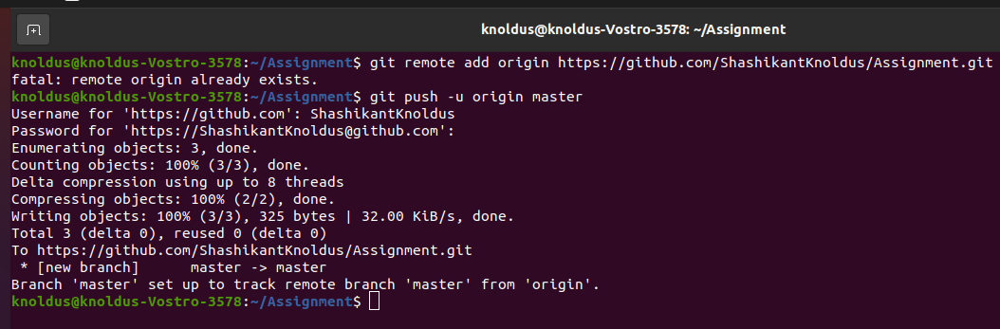 knoldus@knoldus-Vostro-3578: ~/Assignment
knoldus@knoldus-Vostro-3578:~/Assignment$ git remote add origin https://github.com/ShashikantKnoldus/Assignment.git
fatal: remote origin already exists.
knoldus@knoldus-Vostro-3578:~/Assignment$ git push -u origin master
Username for 'https://github.com': ShashikantKnoldus
Password for 'https://ShashikantKnoldus@github.com':
Enumerating objects: 3, done.
Counting objects: 100% (3/3), done.
Delta compression using up to 8 threads
Compressing objects: 100% (2/2), done.
Writing objects: 100% (3/3), 325 bytes | 32.00 KiB/s, done.
Total 3 (delta 0), reused 0 (delta 0)
To https://github.com/ShashikantKnoldus/Assignment.git
 * [new branch]      master -> master
Branch 'master' set up to track remote branch 'master' from 'origin'.
knoldus@knoldus-Vostro-3578:~/Assignment$